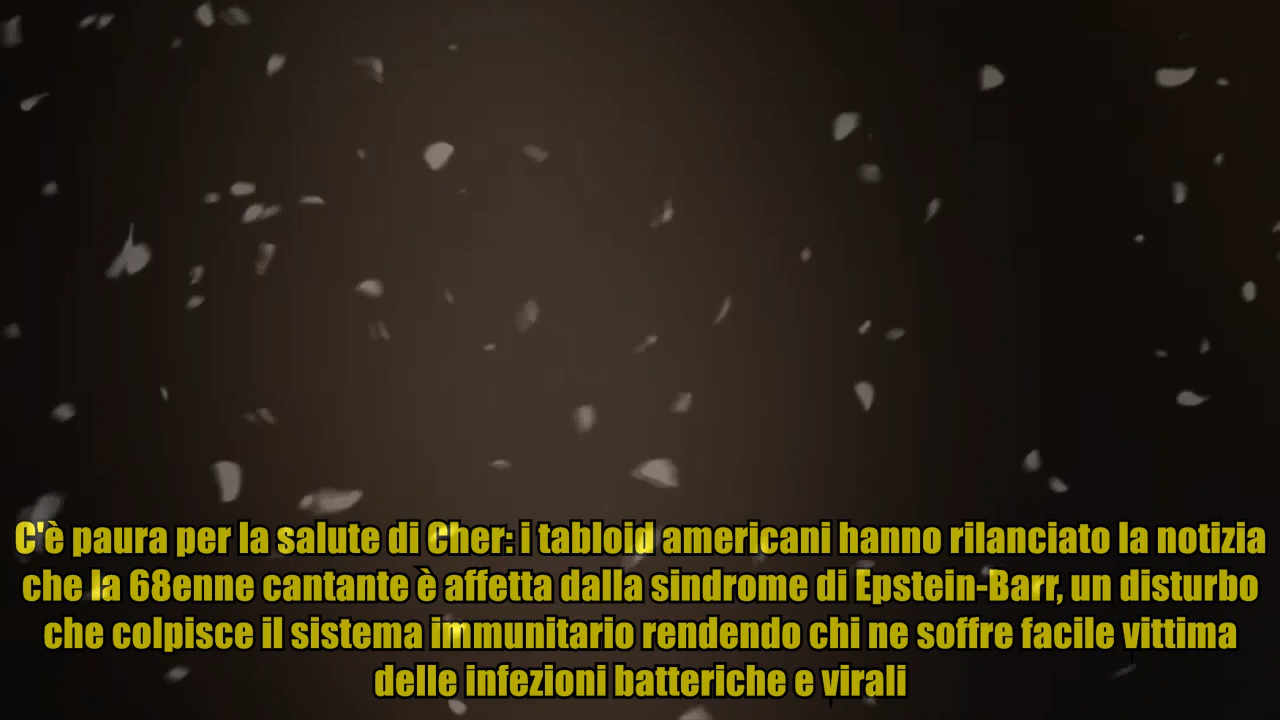 C'è paura per la salute di Cher: i tabloid americani hanno rilanciato la notizia
che la 68enne cantante è affetta dalla sindrome di Epstein-Barr, un disturbo
che colpisce il sistema immunitario rendendo chi ne soffre facile vittima
delle infezioni batteriche e virali